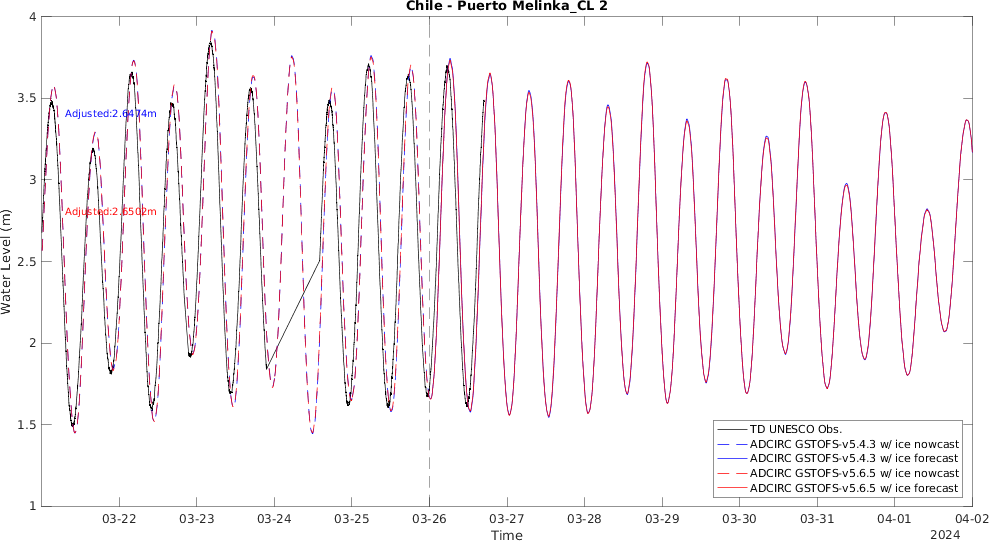 Chile - Puerto Melinka_CL 2
4
3.5
3
2.5
2
1.5
1
Water Level (m)
Adjusted:2.6474m
Adjusted:2.6502m
TD UNESCO Obs.
ADCIRC GSTOFS-v5.4.3 w/ ice nowcast
ADCIRC GSTOFS-v5.4.3 w/ ice forecast
ADCIRC GSTOFS-v5.6.5 w/ ice nowcast
ADCIRC GSTOFS-v5.6.5 w/ ice forecast
03-22 03-23 03-24 03-25 03-26 03-27 03-28 03-29 03-30 03-31 04-01 04-02
Time
2024